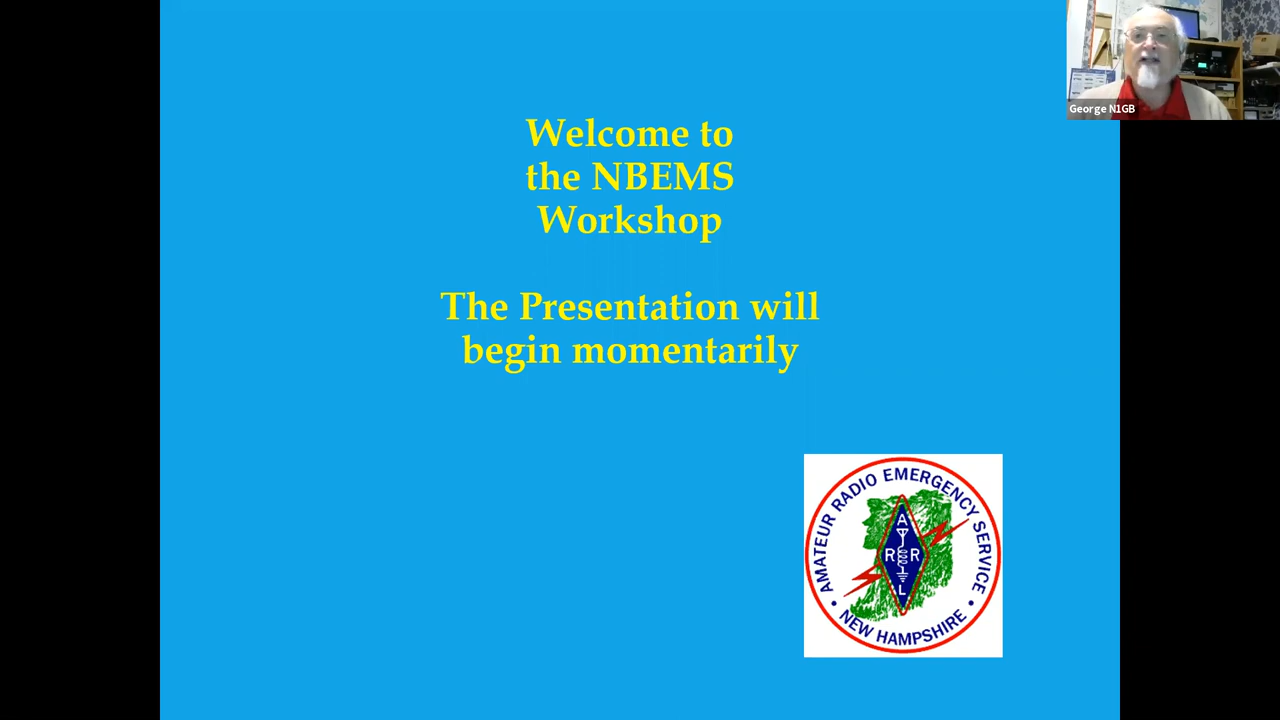 George N1GB
Welcome to
the NBEMS
Workshop
The Presentation will
begin momentarily
AMATEUR RADIO EMERGENCY SERVICE
A
R R
L
• NEW HAMPSHIRE •